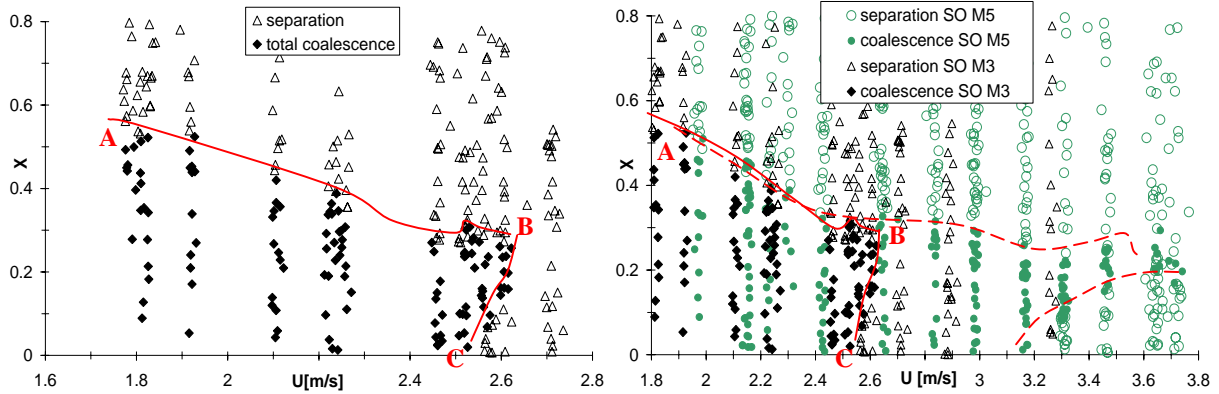 0.8
0.6
0.4
0.2
0
X
1.6
1.8
2
2.2
2.4
2.6
2.8
U[m/s]
separation
total coalescence
A
B
C
0.8
0.6
0.4
0.2
0
X
1.8
2
2.2
2.4
2.6
2.8
3
3.2
3.4
3.6
3.8
U [m/s]
separation SO M5
coalescence SO M5
separation SO M3
coalescence SO M3
A
B
C